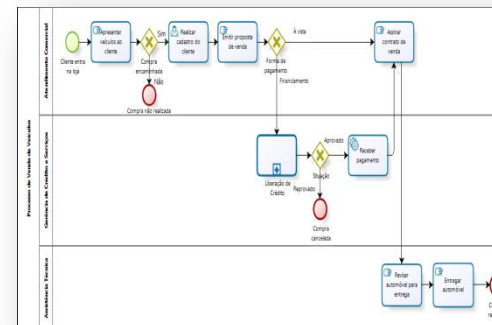 Processo de Venda de Veículos
Atendimento Comercial
Cliente entra
na loja
Apresentar
veículos ao
cliente
Sim
Compra
encaminhada
Não
Compra não realizada
Realizar
cadastro do
cliente
Emitir proposta
de venda
À vista
Forma de
pagamento
Financiamento
Assinar
contrato de
venda
Gerência de Crédito e Serviços
Liberação de
Crédito
Aprovado
Situação
Reprovado
Compra
cancelada
Receber
pagamento
Assistência Técnica
Revisar
automóvel para
entrega
Entregar
automóvel